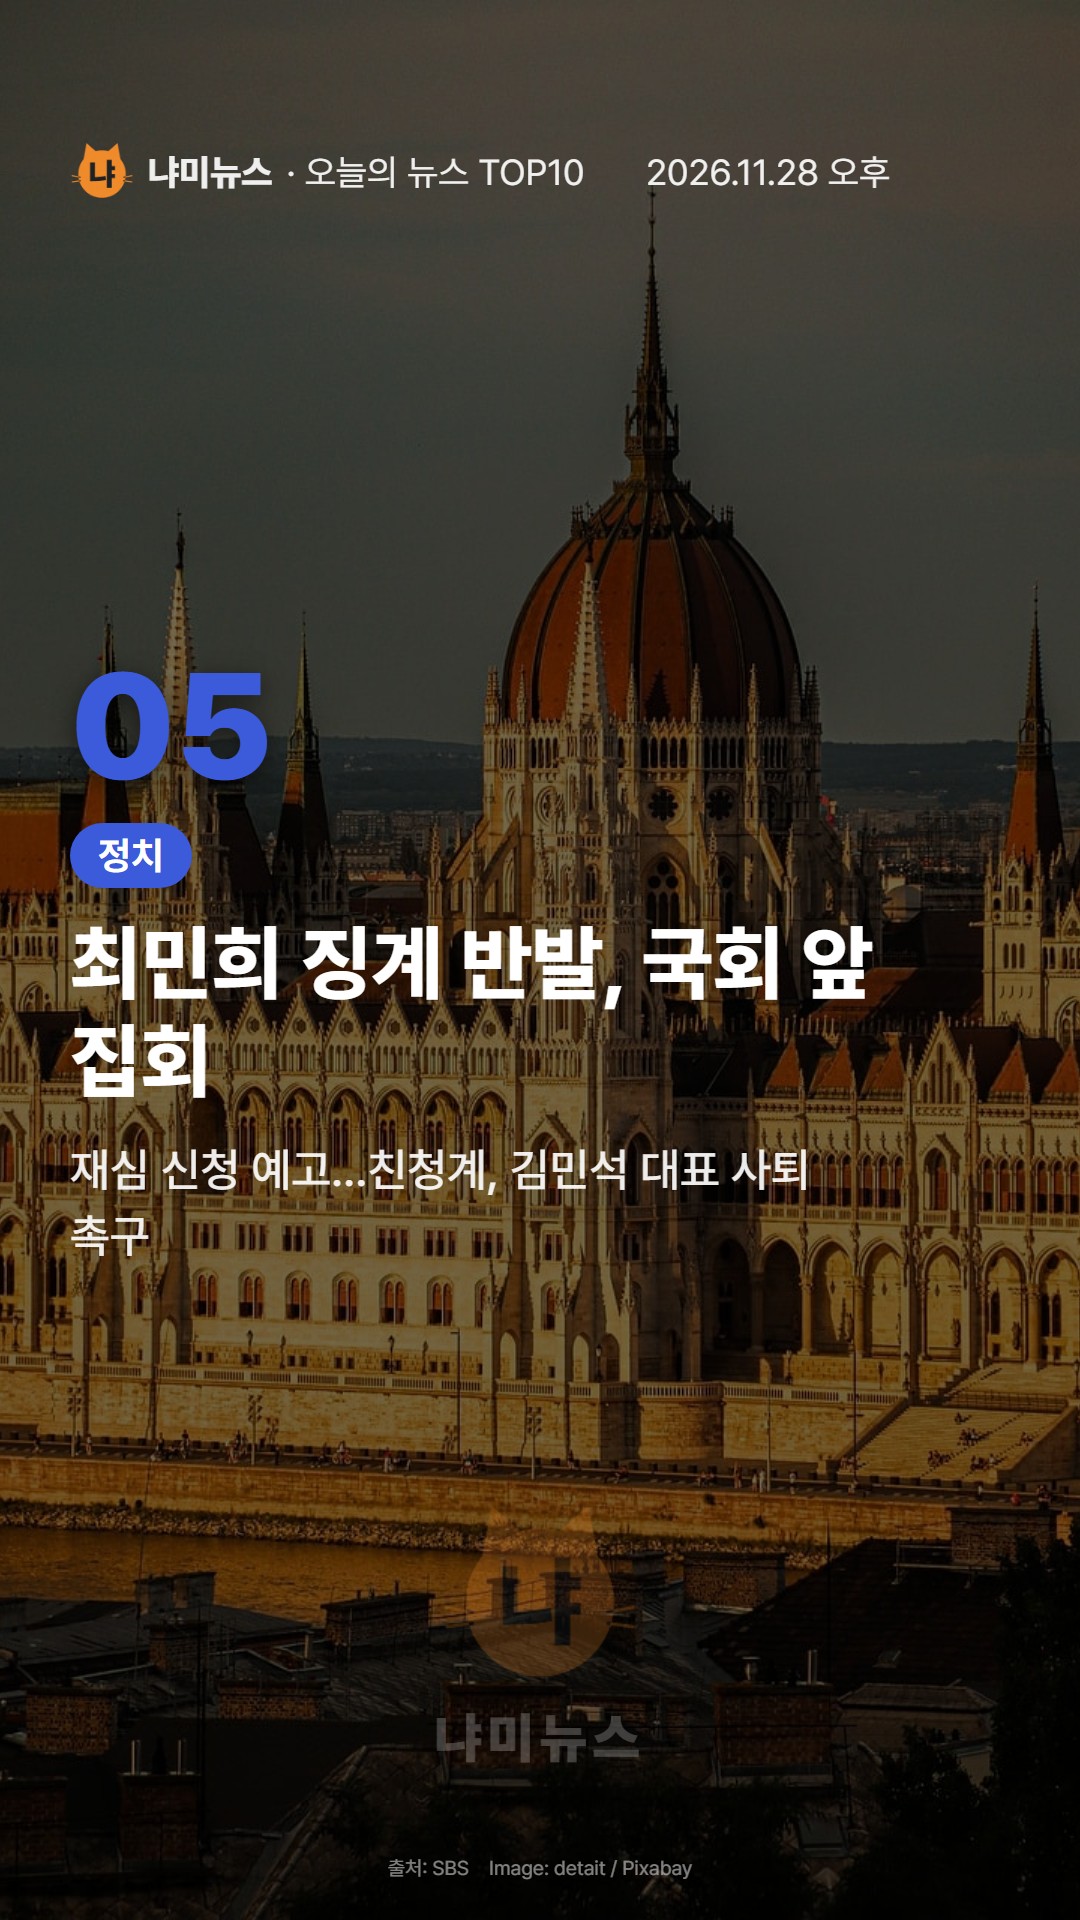 냐 냐미뉴스 · 오늘의 뉴스 TOP10 2026.11.28 오후
05
정치
최민희 징계 반발, 국회 앞
집회
재심 신청 예고...친청계, 김민석 대표 사퇴
촉구
냐
냐미뉴스
출처: SBS Image: detait / Pixabay